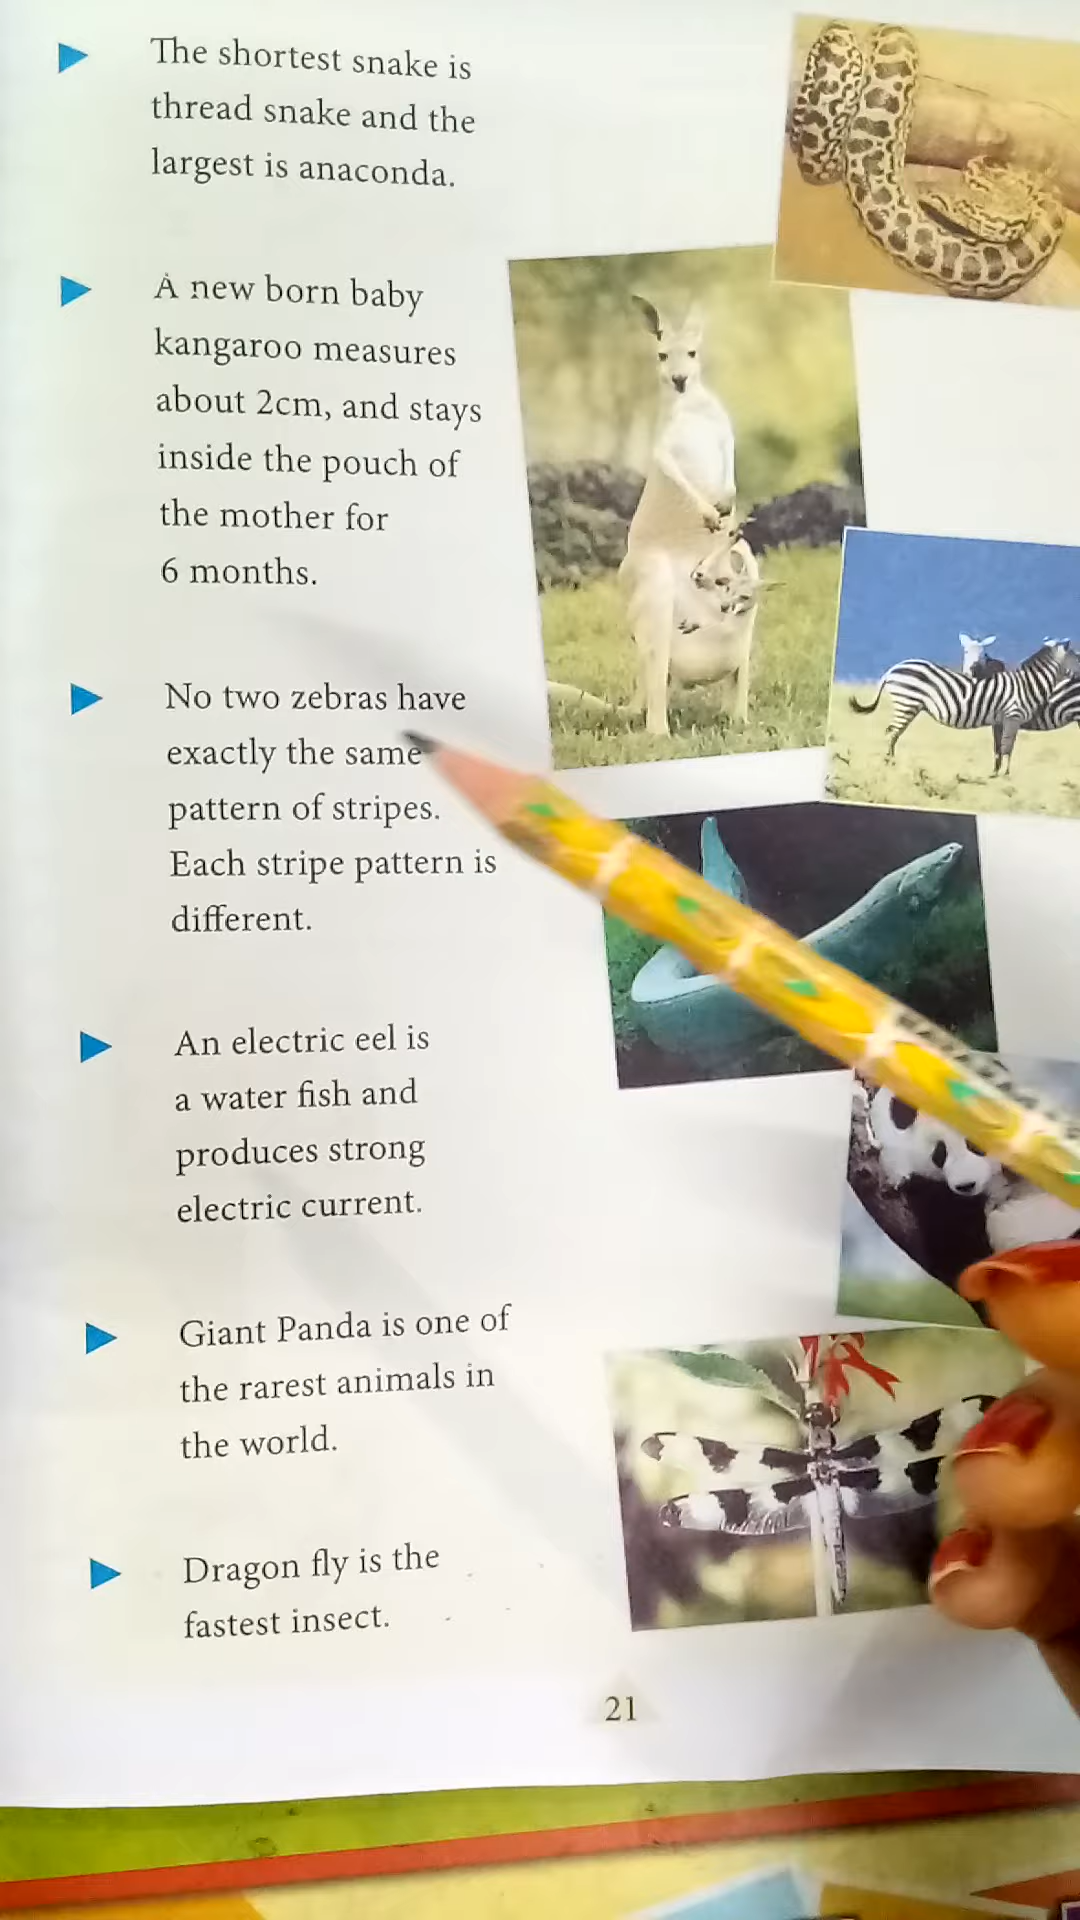 The shortest snake is
thread snake and the
largest is anaconda.
A new born baby
kangaroo measures
about 2cm, and stays
inside the pouch of
the mother for
6 months.
No two zebras have
exactly the same
pattern of stripes.
Each stripe pattern is
different.
An electric eel is
a water fish and
produces strong
electric current.
Giant Panda is one of
the rarest animals in
the world.
Dragon fly is the
fastest insect.
21